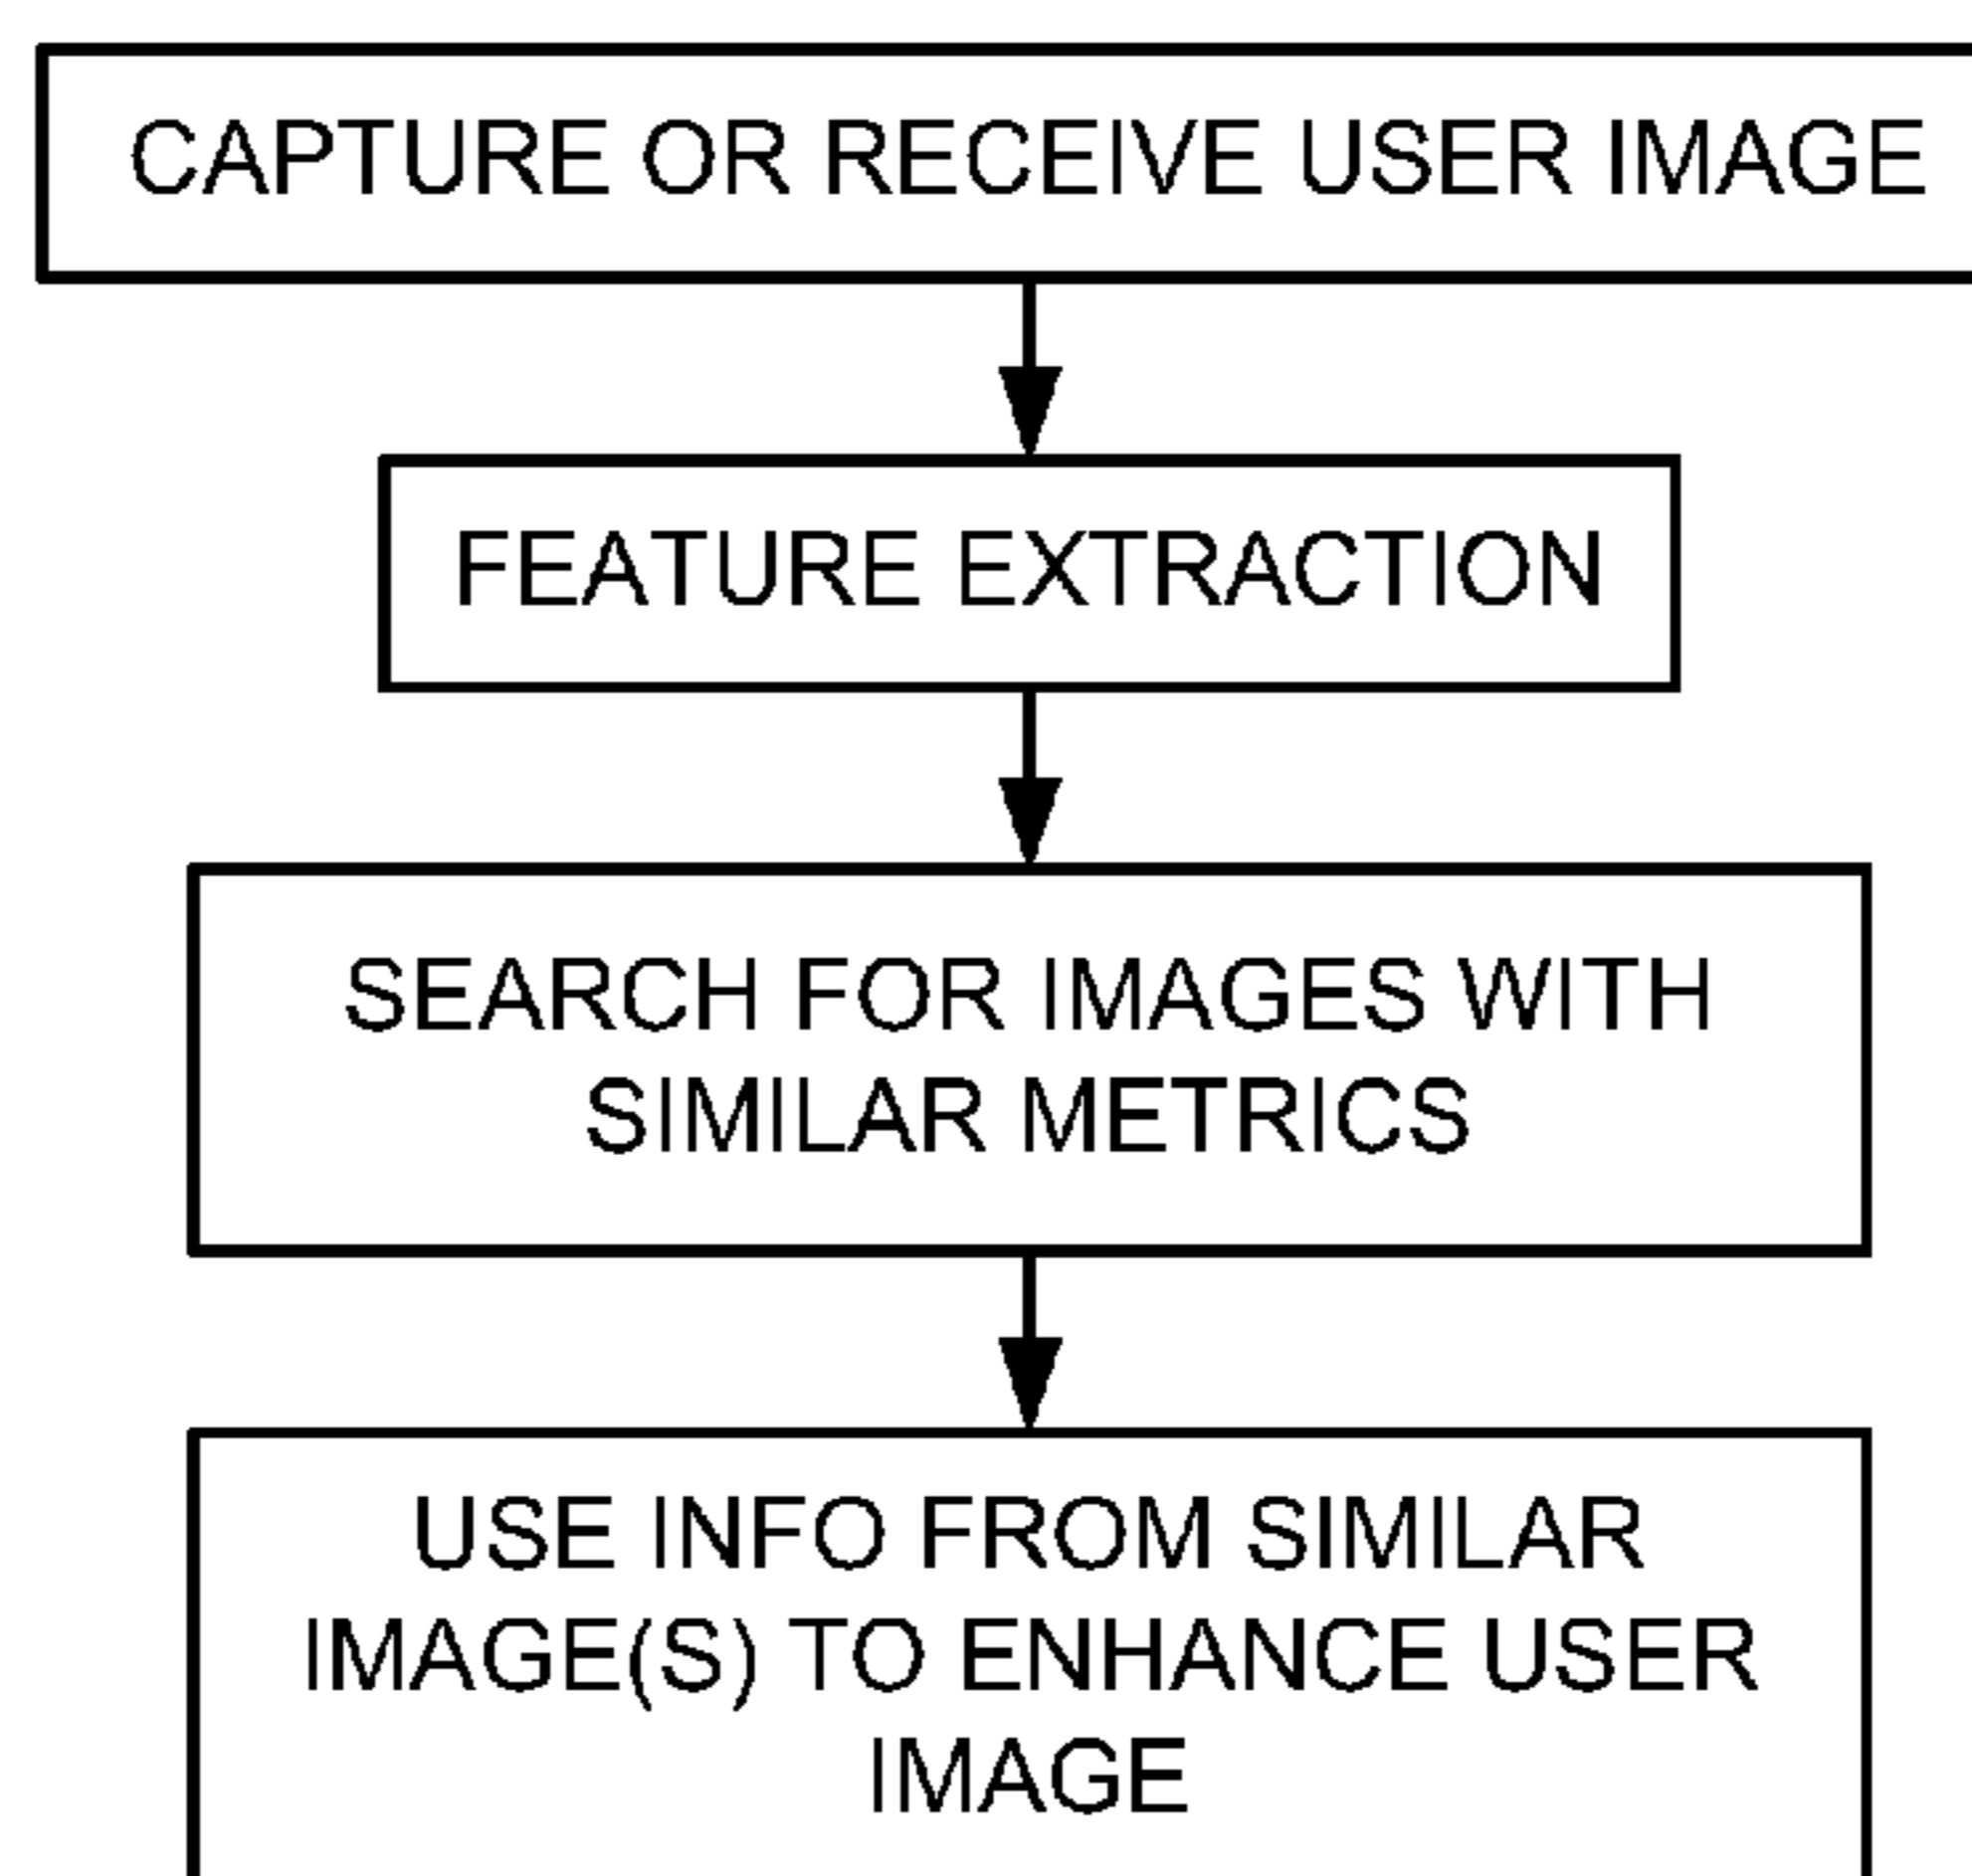 CAPTURE OR RECEIVE USER IMAGE
FEATURE EXTRACTION
SEARCH FOR IMAGES WITH
SIMILAR METRICS
USE INFO FROM SIMILAR
IMAGE(S) TO ENHANCE USER
IMAGE